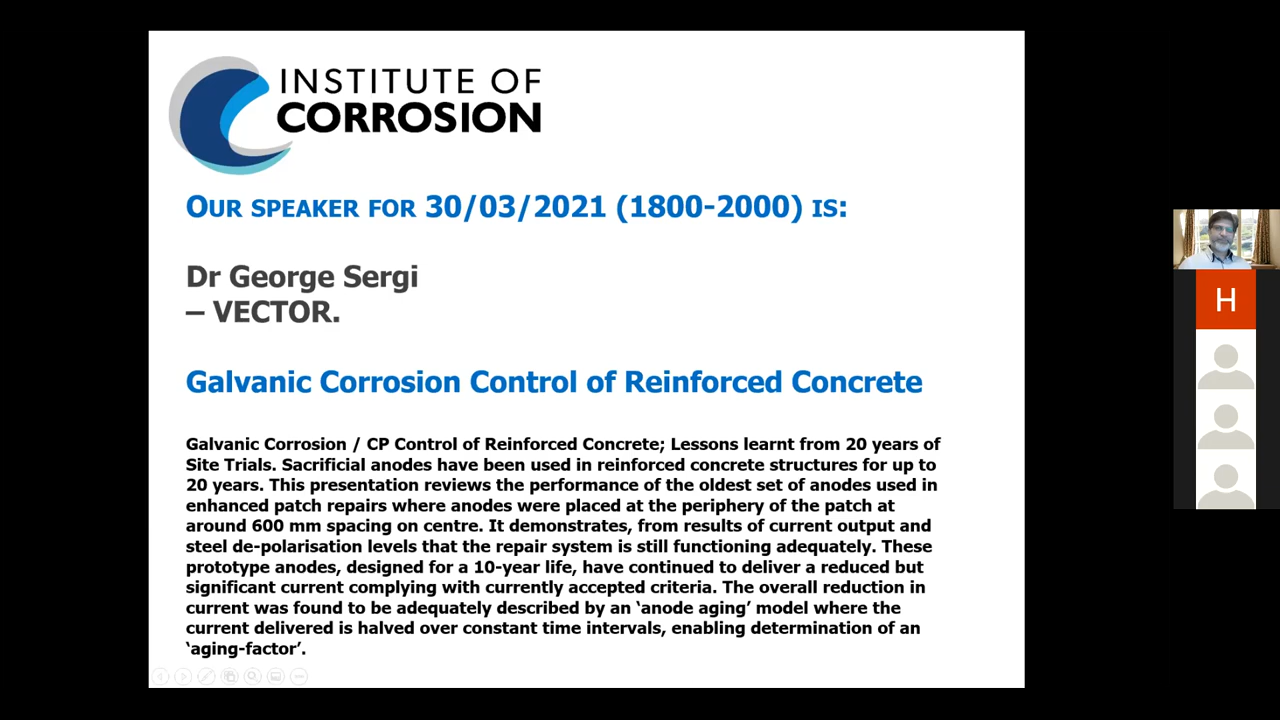 INSTITUTE OF
CORROSION
OUR SPEAKER FOR 30/03/2021 (1800-2000) IS:
Dr George Sergi
– VECTOR.
Galvanic Corrosion Control of Reinforced Concrete
Galvanic Corrosion / CP Control of Reinforced Concrete; Lessons learnt from 20 years of
Site Trials. Sacrificial anodes have been used in reinforced concrete structures for up to
20 years. This presentation reviews the performance of the oldest set of anodes used in
enhanced patch repairs where anodes were placed at the periphery of the patch at
around 600 mm spacing on centre. It demonstrates, from results of current output and
steel de-polarisation levels that the repair system is still functioning adequately. These
prototype anodes, designed for a 10-year life, have continued to deliver a reduced but
significant current complying with currently accepted criteria. The overall reduction in
current was found to be adequately described by an ‘anode aging’ model where the
current delivered is halved over constant time intervals, enabling determination of an
‘aging-factor’.
H